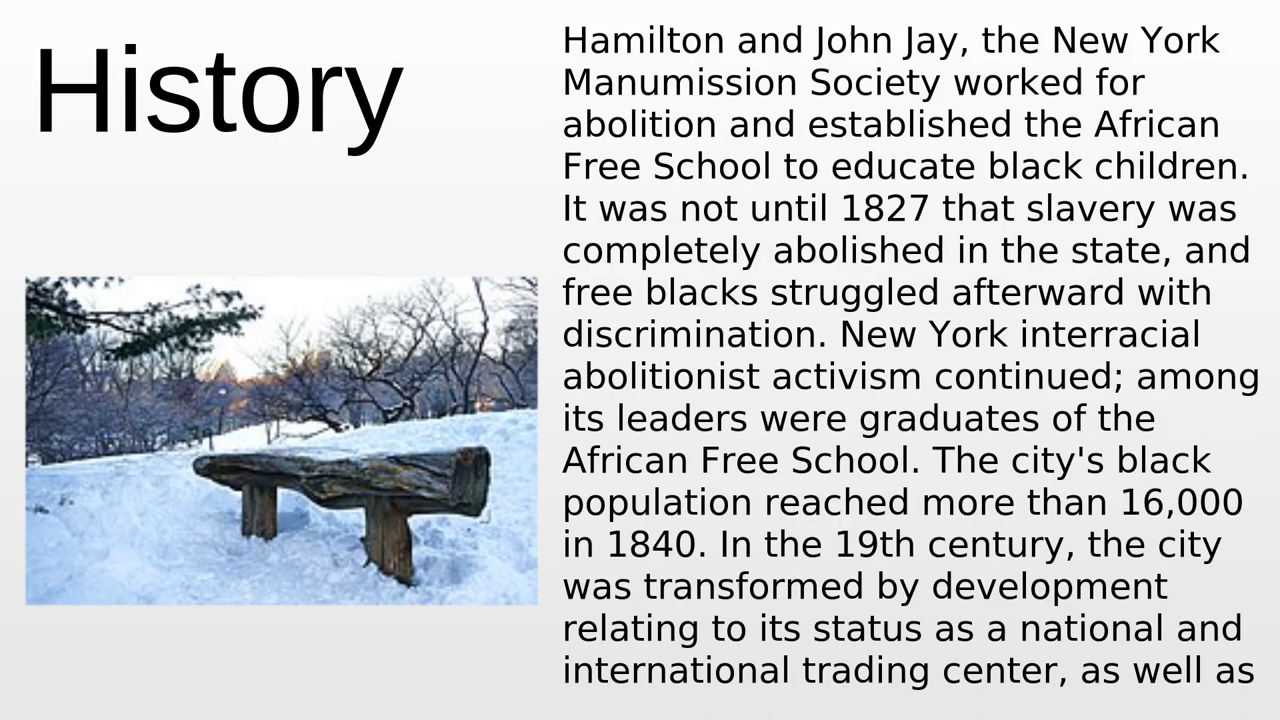 History
Hamilton and John Jay, the New York
Manumission Society worked for
abolition and established the African
Free School to educate black children.
It was not until 1827 that slavery was
completely abolished in the state, and
free blacks struggled afterward with
discrimination. New York interracial
abolitionist activism continued; among
its leaders were graduates of the
African Free School. The city's black
population reached more than 16,000
in 1840. In the 19th century, the city
was transformed by development
relating to its status as a national and
international trading center, as well as